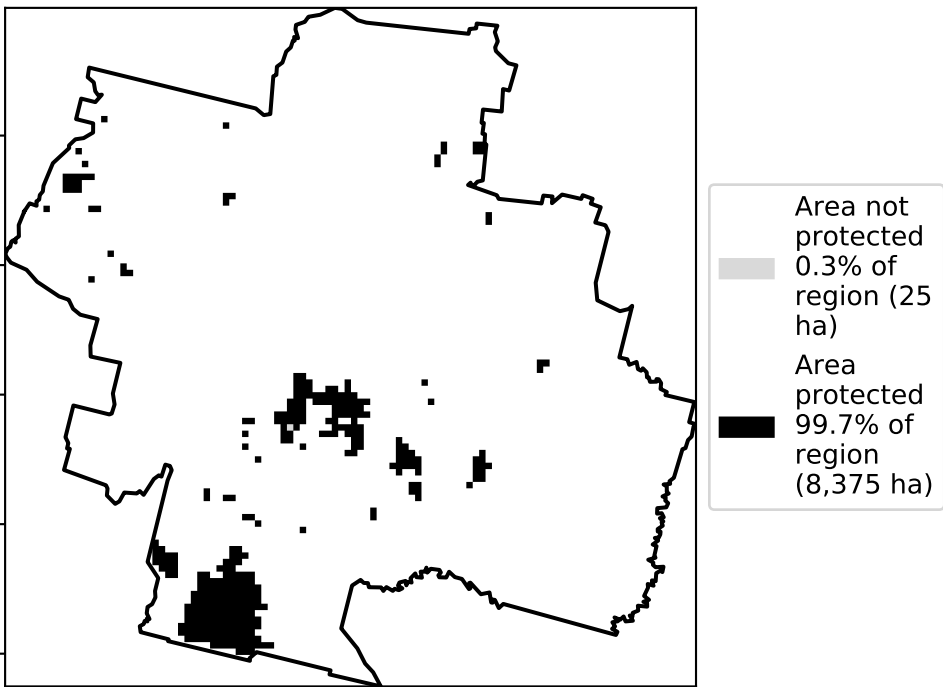 Area not
protected
0.3% of
region (25
ha)
Area
protected
99.7% of
region
(8,375 ha)